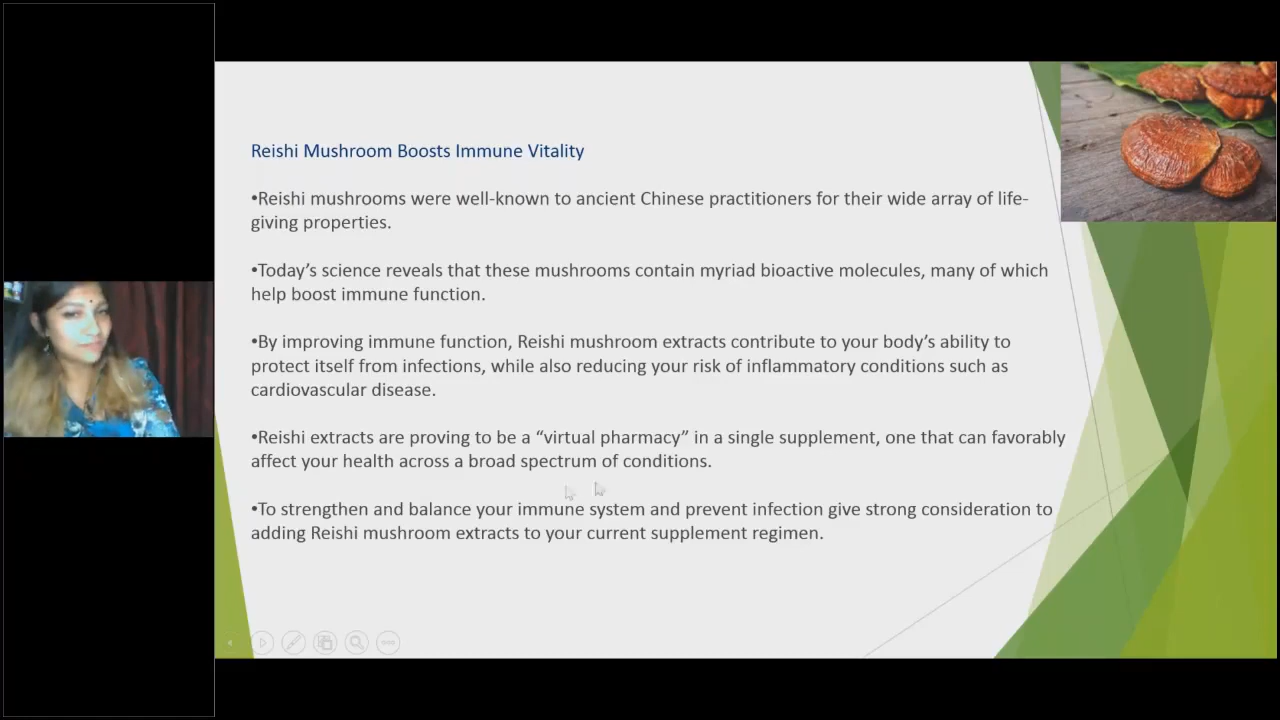 Reishi Mushroom Boosts Immune Vitality
•Reishi mushrooms were well-known to ancient Chinese practitioners for their wide array of life-
giving properties.
•Today’s science reveals that these mushrooms contain myriad bioactive molecules, many of which
help boost immune function.
•By improving immune function, Reishi mushroom extracts contribute to your body’s ability to
protect itself from infections, while also reducing your risk of inflammatory conditions such as
cardiovascular disease.
•Reishi extracts are proving to be a “virtual pharmacy” in a single supplement, one that can favorably
affect your health across a broad spectrum of conditions.
•To strengthen and balance your immune system and prevent infection give strong consideration to
adding Reishi mushroom extracts to your current supplement regimen.